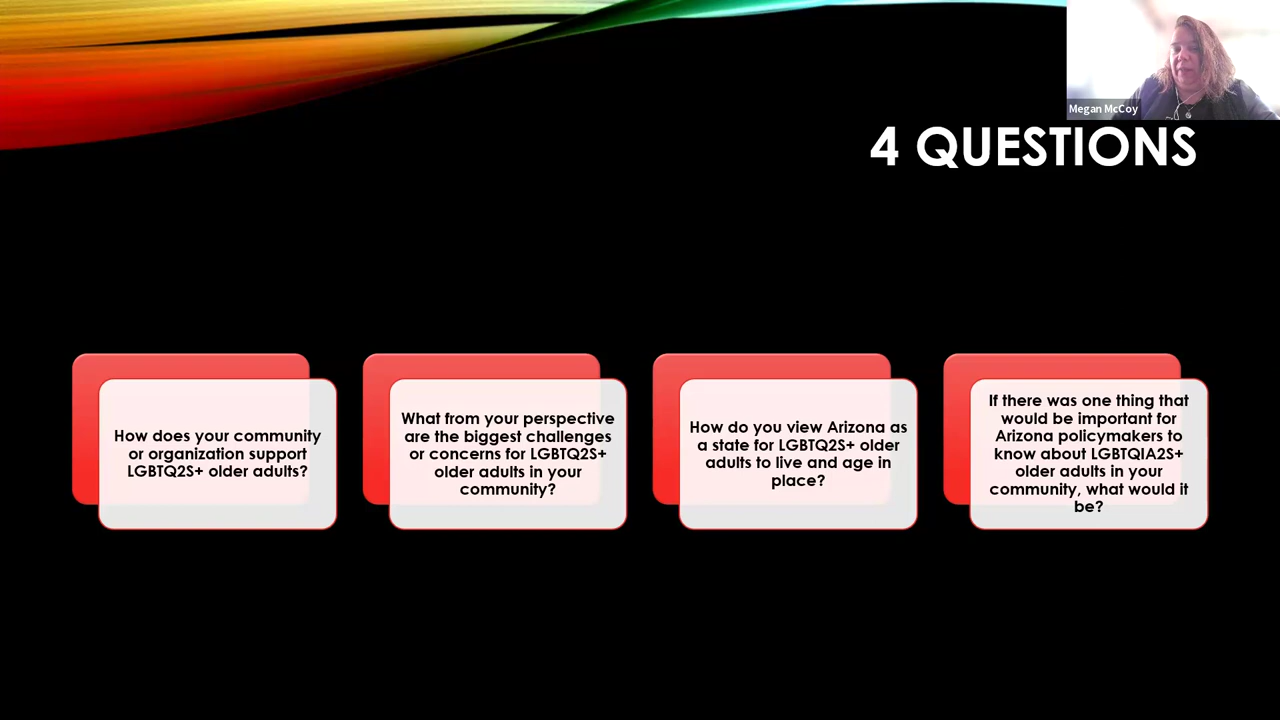 Megan McCoy
4 QUESTIONS
How does your community
or organization support
LGBTQ2S+ older adults?
What from your perspective
are the biggest challenges
or concerns for LGBTQ2S+
older adults in your
community?
How do you view Arizona as
a state for LGBTQ2S+ older
adults to live and age in
place?
If there was one thing that
would be important for
Arizona policymakers to
know about LGBTQIA2S+
older adults in your
community, what would it
be?